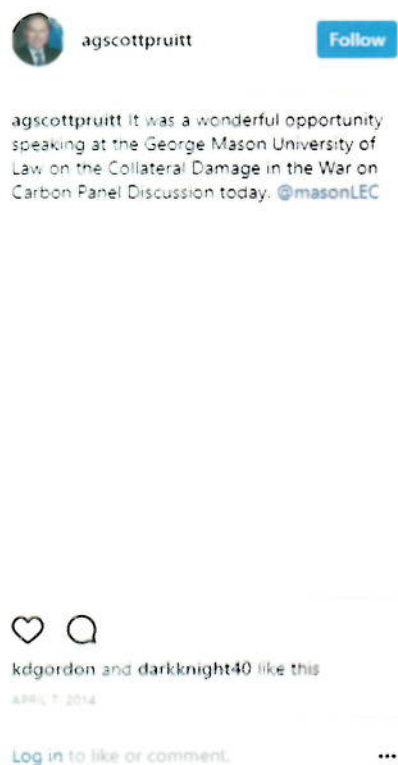 agscottpruitt
Follow
agscottpruitt It was a wonderful opportunity
speaking at the George Mason University of
Law on the Collateral Damage in the War on
Carbon Panel Discussion today. @masonLEC
kdgordon and darkknight40 like this
APRIL 7, 2014
Log in to like or comment.